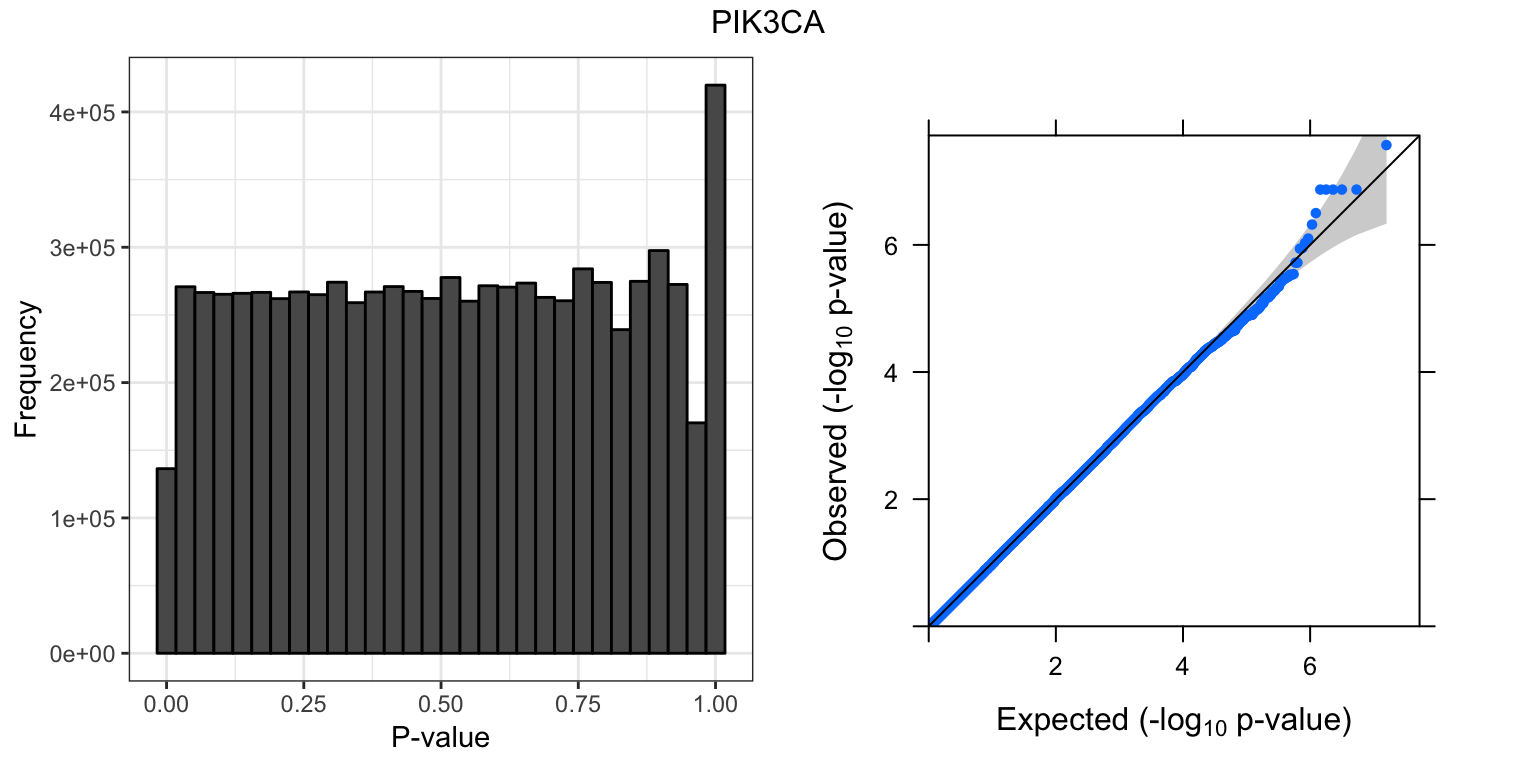 PIK3CA
Frequency
4e+05
3e+05
2e+05
1e+05
0e+00
0.00 0.25 0.50 0.75 1.00
P-value
Observed (-log10 p-value)
6
4
2
2 4 6
Expected (-log10 p-value)